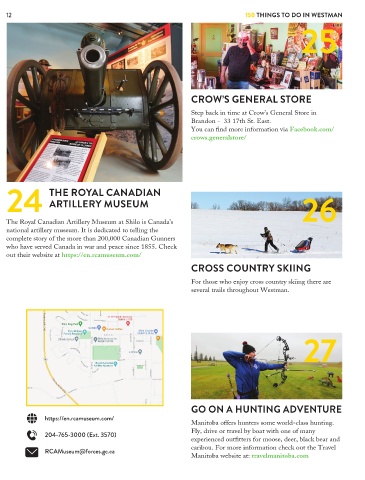 12
150 THINGS TO DO IN WESTMAN
24
THE ROYAL CANADIAN
ARTILLERY MUSEUM
The Royal Canadian Artillery Museum at Shilo is Canada's
national artillery museum. It is dedicated to telling the
complete story of the more than 200,000 Canadian Gunners
who have served Canada in war and peace since 1855. Check
out their website at https://en.rcamuseum.com/
https://en.rcamuseum.com/
204-765-3000 (Ext. 3570)
RCAMuseum@forces.gc.ca
25
CROW'S GENERAL STORE
Step back in time at Crow's General Store in
Brandon - 33 17th St. East.
You can find more information via Facebook.com/
crows.generalstore/
26
CROSS COUNTRY SKIING
For those who enjoy cross country skiing there are
several trails throughout Westman.
27
GO ON A HUNTING ADVENTURE
Manitoba offers hunters some world-class hunting.
Fly, drive or travel by boat with one of many
experienced outfitters for moose, deer, black bear and
caribou. For more information check out the Travel
Manitoba website at: travelmanitoba.com